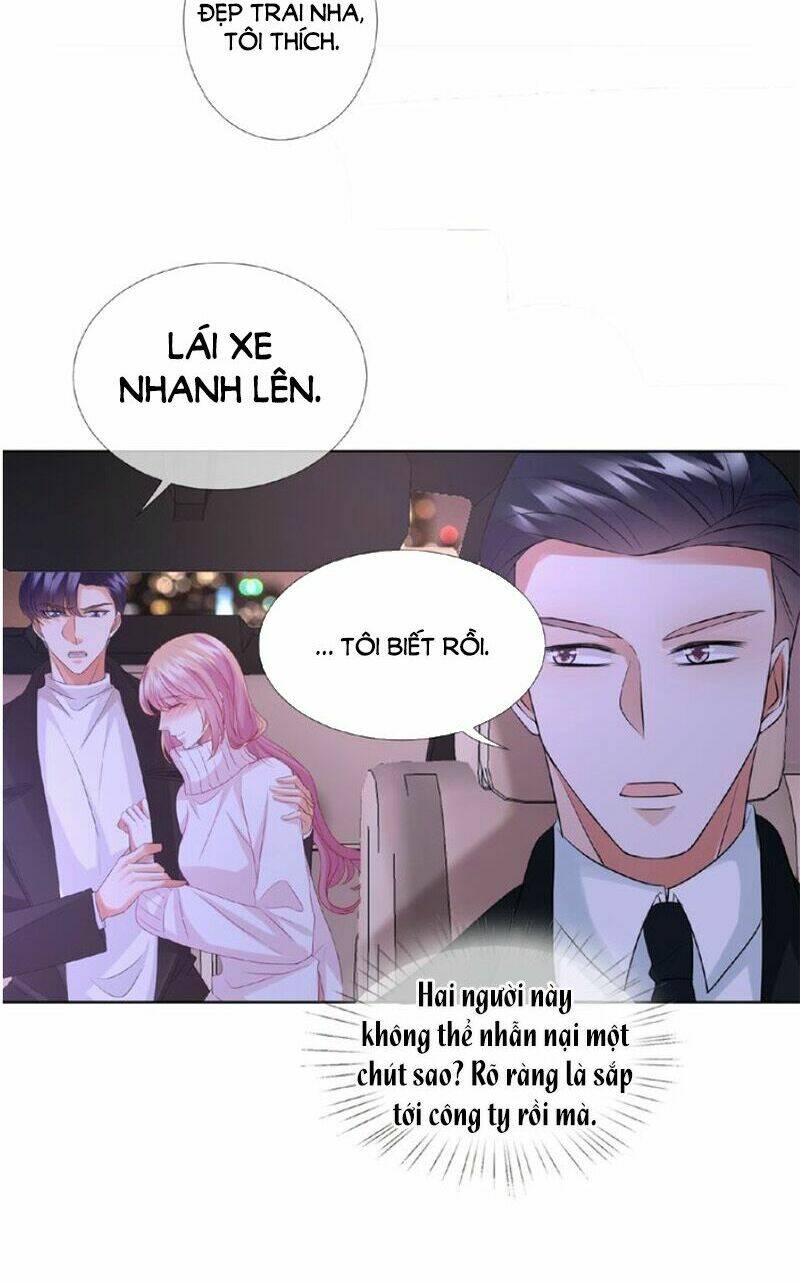 ĐẸP TRAI NHA,
TÔI THÍCH.
LÁI XE
NHANH LÊN.
... TÔI BIẾT RỒI.
Hai người này
không thể nhẫn nại một
chút sao? Rõ ràng là sắp
tới công ty rồi mà.